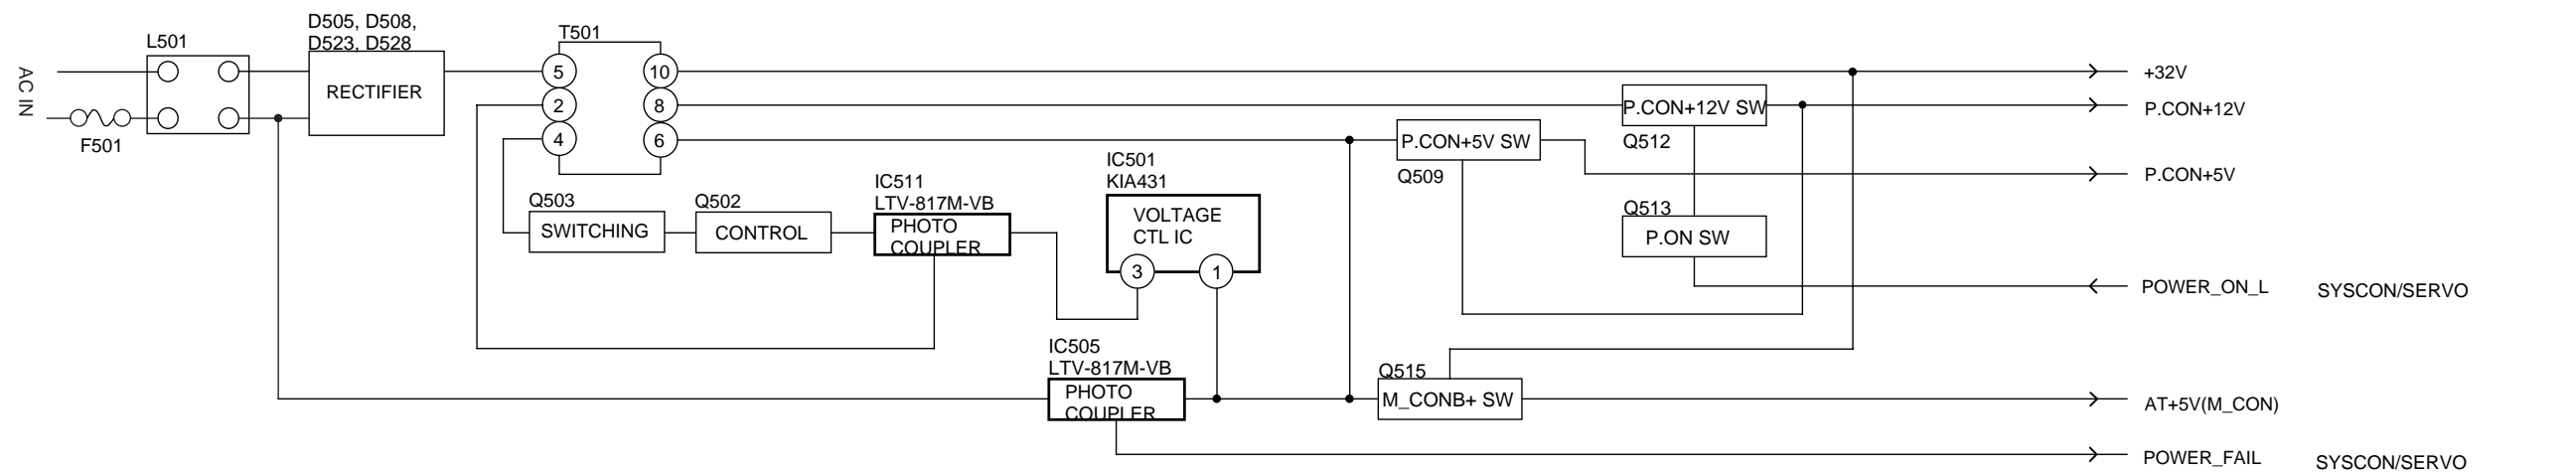 D505, D508,
D523, D528
L501
T501
AC IN
RECTIFIER
F501
5
2
4
10
8
6
+32V
P.CON+12V SW
Q512
P.CON+12V
P.CON+5V SW
Q509
P.CON+5V
IC501
KIA431
VOLTAGE
CTL IC
3
1
IC511
LTV-817M-VB
PHOTO
COUPLER
Q503
SWITCHING
Q502
CONTROL
Q513
P.ON SW
POWER_ON_L
SYSCON/SERVO
IC505
LTV-817M-VB
PHOTO
COUPLER
Q515
M_CONB+ SW
AT+5V(M_CON)
POWER_FAIL
SYSCON/SERVO